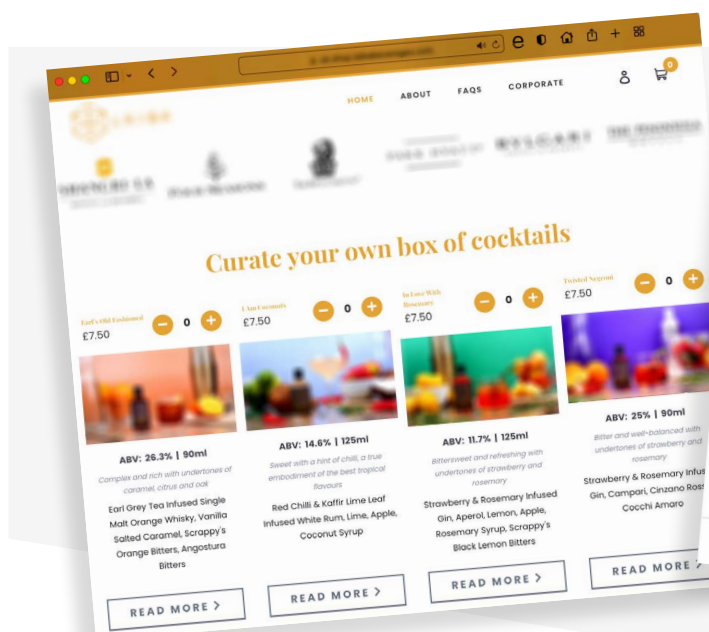 HOME ABOUT FAQS CORPORATE
0
BVLGARI
Curate your own box of cocktails
Earl's Old Fashioned
£7.50
− 0 +
I Am Coconuts
£7.50
− 0 +
In Love With
Rosemary
£7.50
− 0 +
Twisted Negroni
£7.50
− 0 +
ABV: 26.3% | 90ml
Complex and rich with undertones of
caramel, citrus and oak
Earl Grey Tea Infused Single
Malt Orange Whisky, Vanilla
Salted Caramel, Scrappy's
Orange Bitters, Angostura
Bitters
READ MORE >
ABV: 14.6% | 125ml
Sweet with a hint of chilli, a true
embodiment of the best tropical
flavours
Red Chilli & Kaffir Lime Leaf
Infused White Rum, Lime, Apple,
Coconut Syrup
READ MORE >
ABV: 11.7% | 125ml
Bittersweet and refreshing with
undertones of strawberry and
rosemary
Strawberry & Rosemary Infused
Gin, Aperol, Lemon, Apple,
Rosemary Syrup, Scrappy's
Black Lemon Bitters
READ MORE >
ABV: 25% | 90ml
Bitter and well-balanced with
undertones of strawberry and
rosemary
Strawberry & Rosemary Infus
Gin, Campari, Cinzano Ross
Cocchi Amaro
READ MORE >